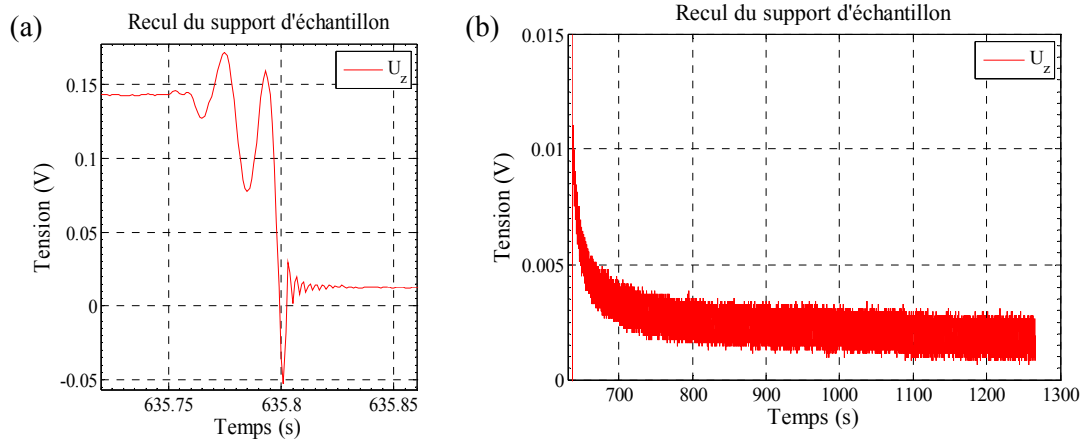 (a)
Recul du support d'échantillon
U_z
Tension (V)
0.15
0.1
0.05
0
-0.05
635.75
635.8
635.85
Temps (s)
(b)
Recul du support d'échantillon
U_z
Tension (V)
0.015
0.01
0.005
0
700
800
900
1000
1100
1200
1300
Temps (s)